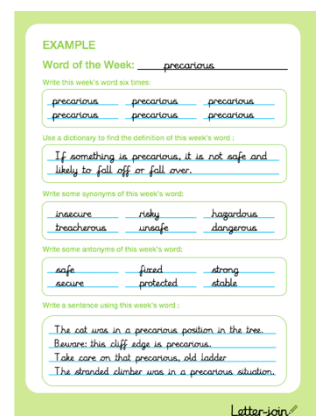 EXAMPLE
Word of the Week: precarious
Write this week's word six times:
precarious precarious precarious
precarious precarious precarious
Use a dictionary to find the definition of this week's word :
If something is precarious, it is not safe and
likely to fall off or fall over.
Write some synonyms of this week's word:
insecure risky hazardous
treacherous unsafe dangerous
Write some antonyms of this week's word:
safe fixed strong
secure protected stable
Write a sentence using this week's word :
The cat was in a precarious position in the tree.
Beware: this cliff edge is precarious.
Take care on that precarious, old ladder
The stranded climber was in a precarious situation.
Letter-join